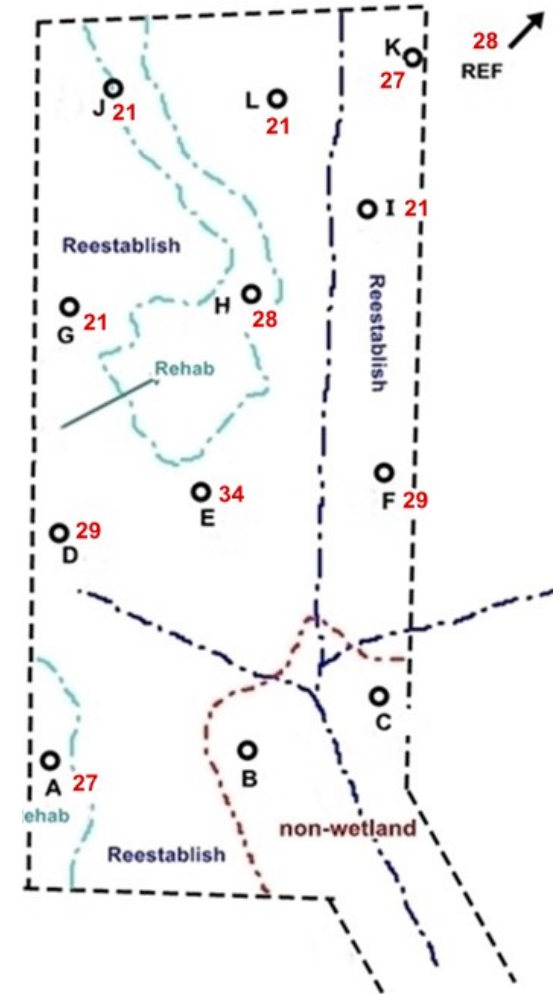 K
28
REF
27
J
21
L
21
I 21
Reestablish
H
28
Reestablish
G
21
Rehab
E
34
F
29
D
29
C
B
A
27
ehab
non-wetland
Reestablish